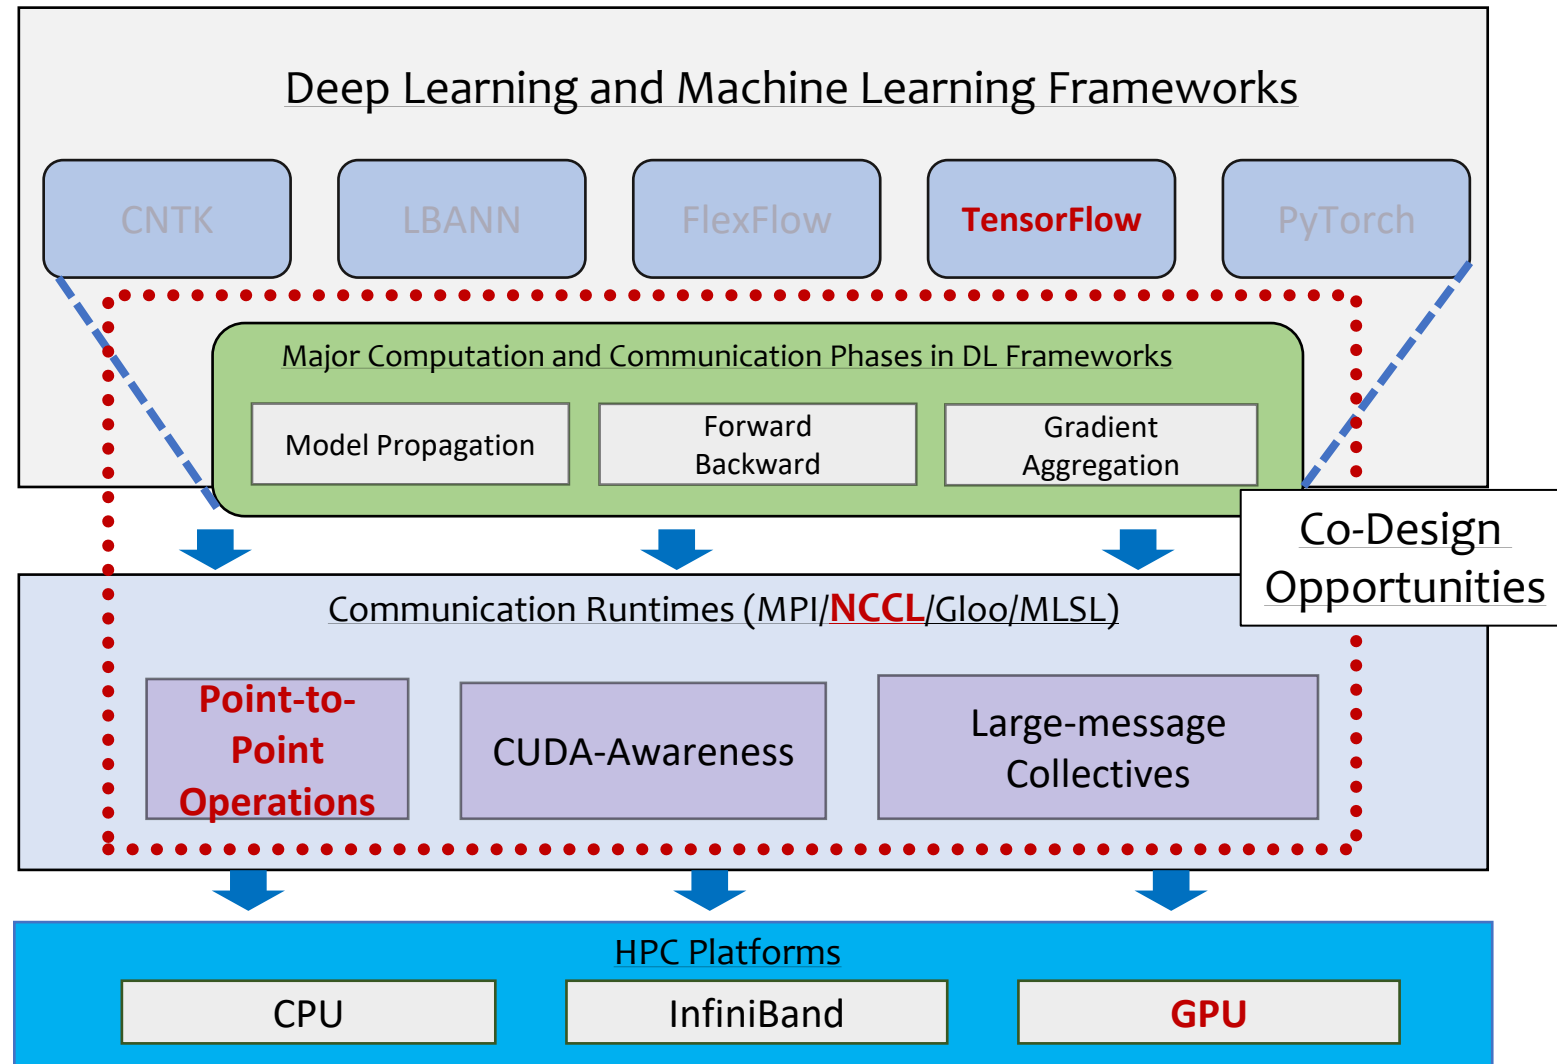 Deep Learning and Machine Learning Frameworks
CNTK
LBANN
FlexFlow
TensorFlow
PyTorch
Major Computation and Communication Phases in DL Frameworks
Model Propagation
Forward
Backward
Gradient
Aggregation
Co-Design
Opportunities
Communication Runtimes (MPI/NCCL/Gloo/MLSL)
Point-to-
Point
Operations
CUDA-Awareness
Large-message
Collectives
HPC Platforms
CPU
InfiniBand
GPU